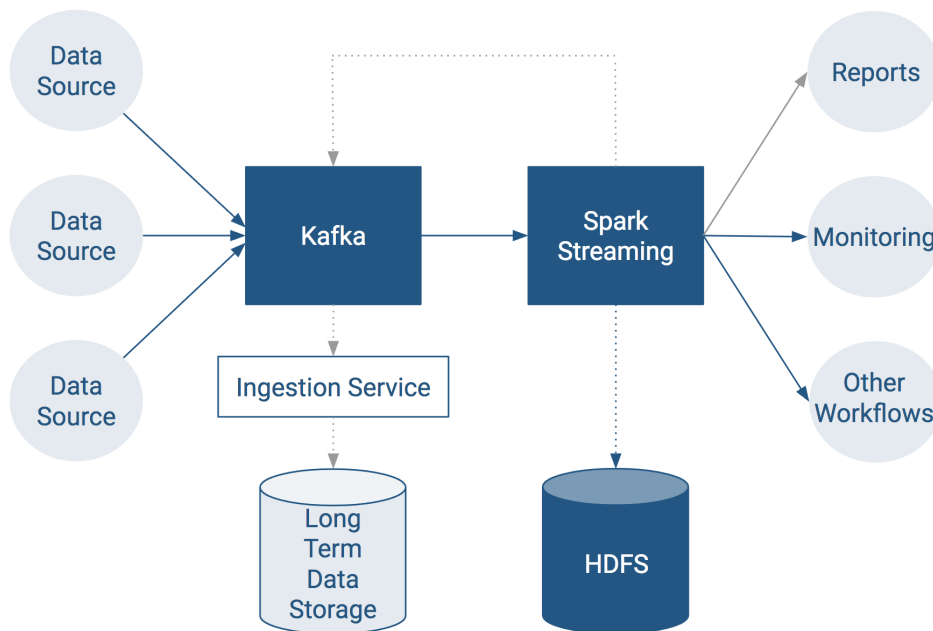 Data
Source
Data
Source
Data
Source
Kafka
Ingestion Service
Long
Term
Data
Storage
Spark
Streaming
HDFS
Reports
Monitoring
Other
Workflows